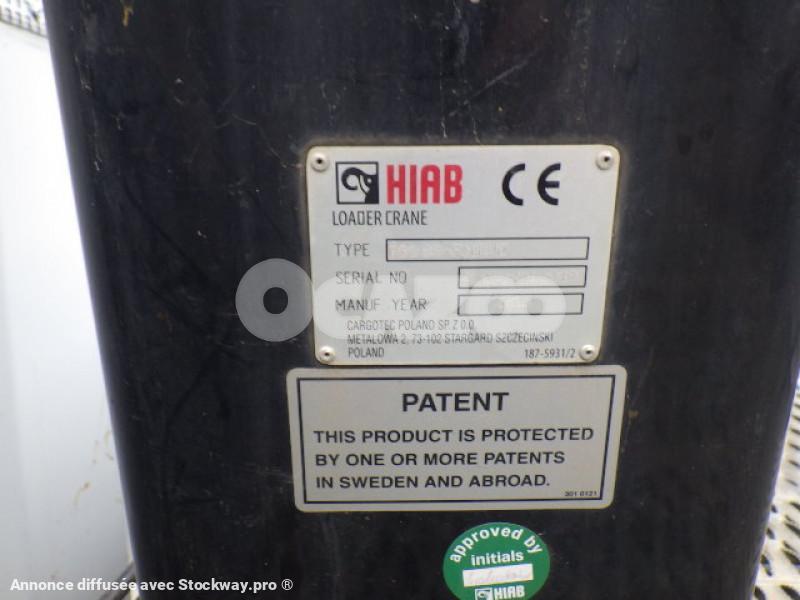 HIAB CE
LOADER CRANE
TYPE
SERIAL NO
MANUF YEAR
CARGOTEC POLAND SP. Z O.O.
METALOWA 2, 73-102 STARGARD SZCZECINSKI
POLAND 187-5931/2
PATENT
THIS PRODUCT IS PROTECTED
BY ONE OR MORE PATENTS
IN SWEDEN AND ABROAD.
301 0121
approved by
initials
HIAB
Annonce diffusée avec Stockway.pro ®